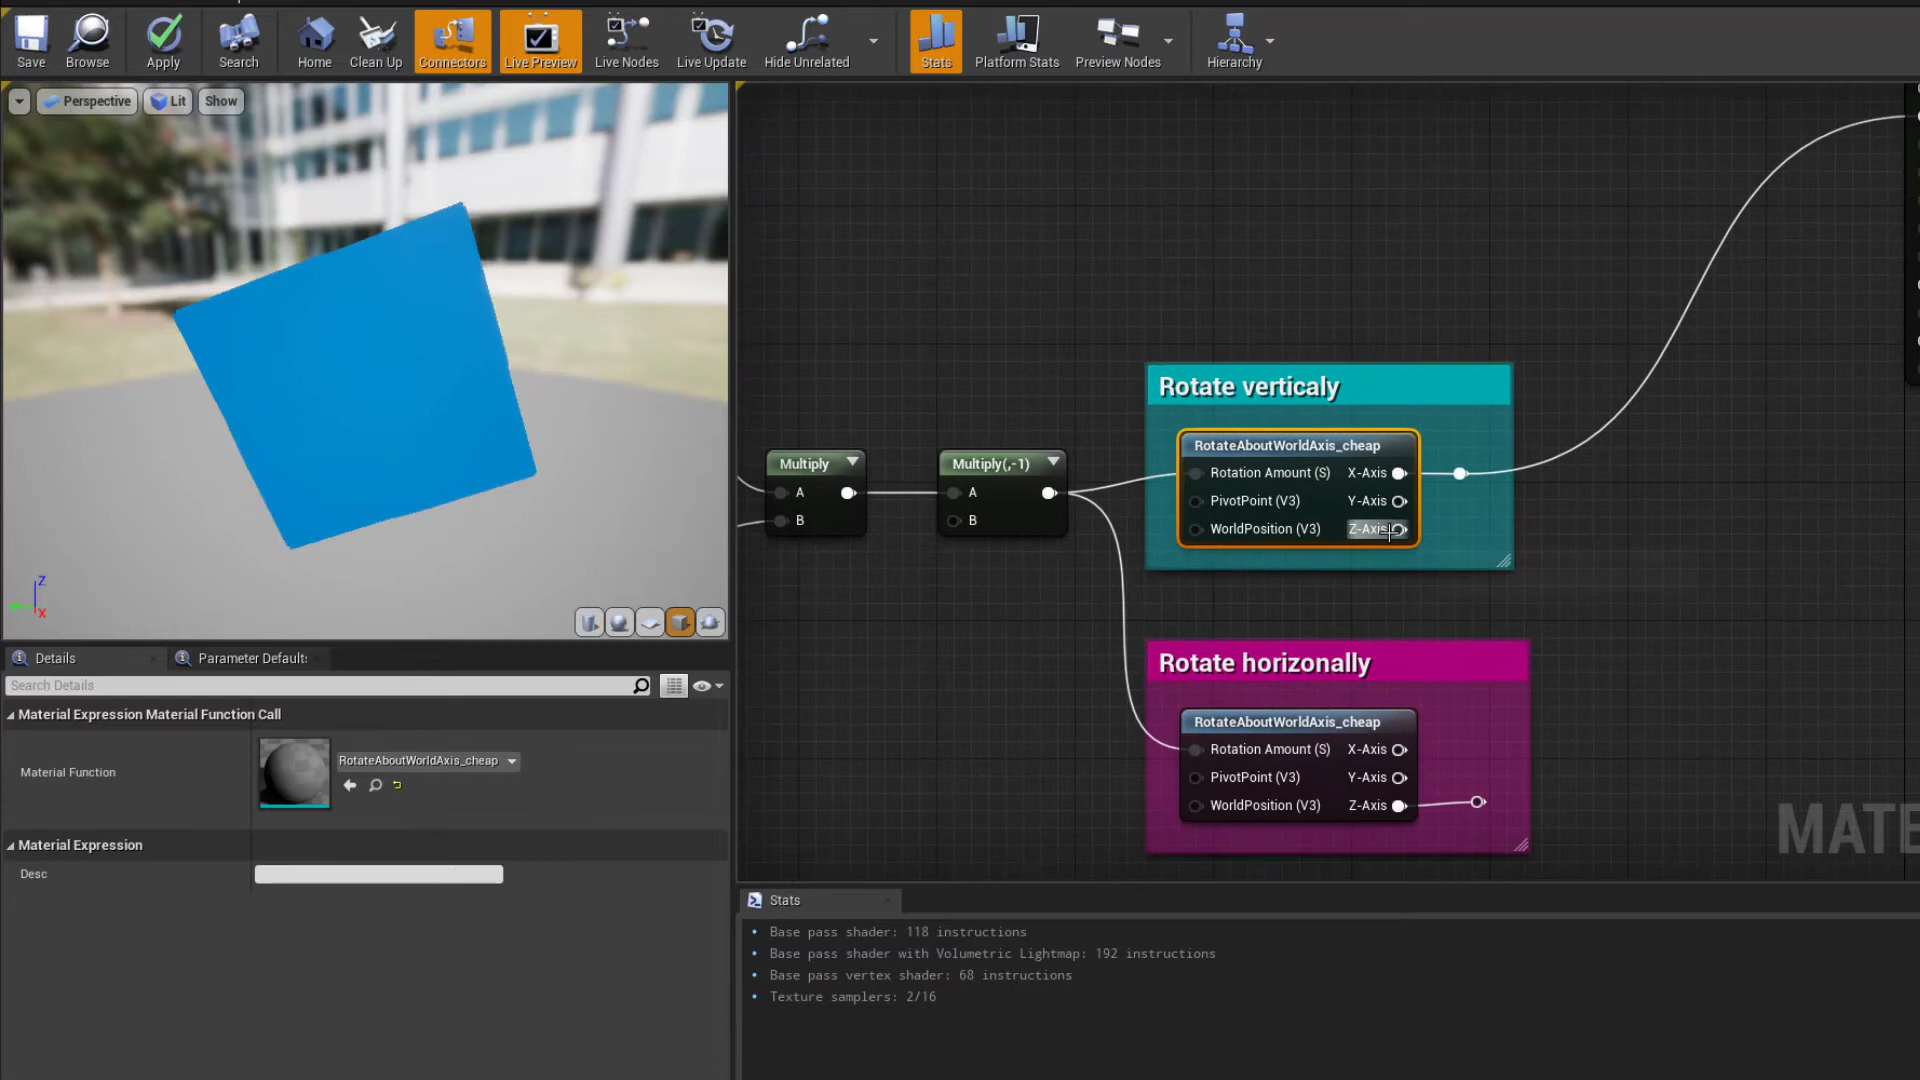 Save
Browse
Apply
Search
Home
Clean Up
Connectors
Live Preview
Live Nodes
Live Update
Hide Unrelated
Stats
Platform Stats
Preview Nodes
Hierarchy
Perspective
Lit
Show
Z
X
Multiply
A
B
Multiply(,-1)
A
B
Rotate verticaly
RotateAboutWorldAxis_cheap
Rotation Amount (S) X-Axis
PivotPoint (V3) Y-Axis
WorldPosition (V3) Z-Axis
Rotate horizonally
RotateAboutWorldAxis_cheap
Rotation Amount (S) X-Axis
PivotPoint (V3) Y-Axis
WorldPosition (V3) Z-Axis
MATE
Details
Parameter Defaults
Search Details
Material Expression Material Function Call
Material Function
RotateAboutWorldAxis_cheap
Material Expression
Desc
Stats
Base pass shader: 118 instructions
Base pass shader with Volumetric Lightmap: 192 instructions
Base pass vertex shader: 68 instructions
Texture samplers: 2/16